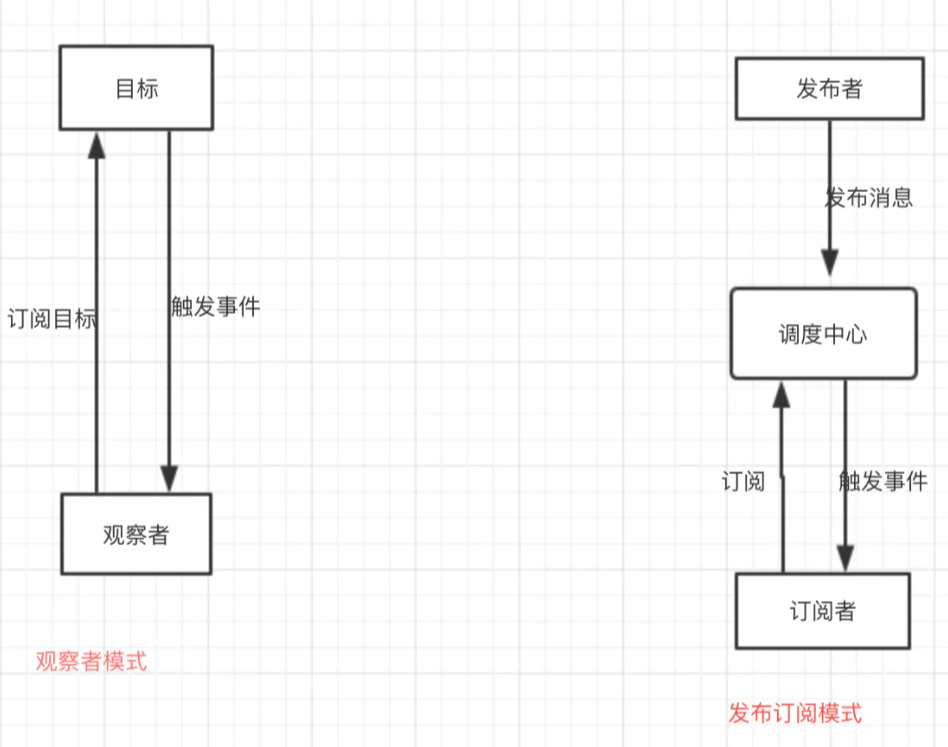 目标
订阅目标
触发事件
观察者
观察者模式
发布者
发布消息
调度中心
订阅
触发事件
订阅者
发布订阅模式